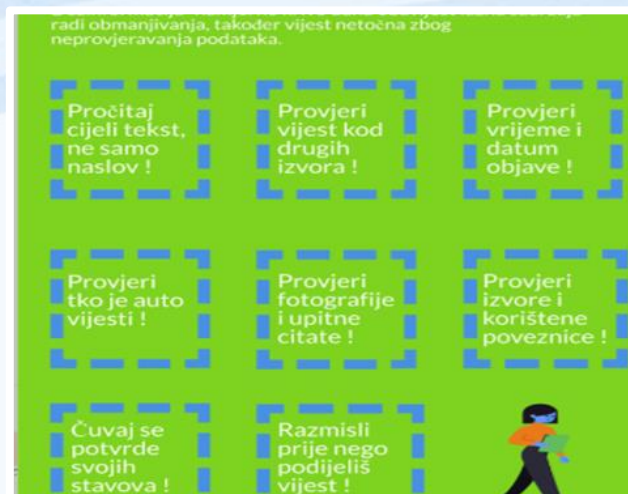 radi obmanjivanja, također vijest netočna zbog
neprovjeravanja podataka.
Pročitaj
cijeli tekst,
ne samo
naslov !
Provjeri
vijest kod
drugih
izvora !
Provjeri
vrijeme i
datum
objave !
Provjeri
tko je auto
vijesti !
Provjeri
fotografije
i upitne
citate !
Provjeri
izvore i
korištene
poveznice !
Čuvaj se
potvrde
svojih
stavova !
Razmisli
prije nego
podijeliš
vijest !